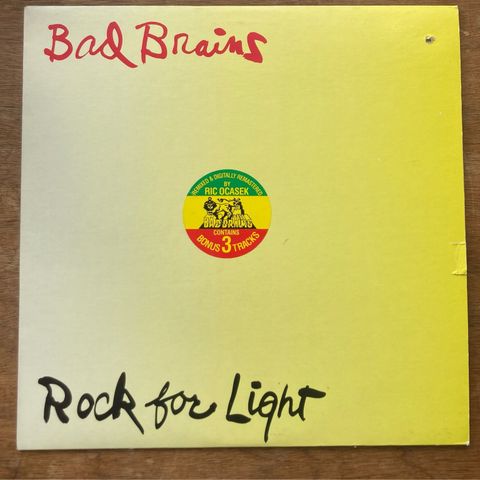 Bad Brains
REMIXED & DIGITALLY REMASTERED
BY
RIC OCASEK
BAD BRAINS
CONTAINS
BONUS 3 TRACKS
Rock for Light